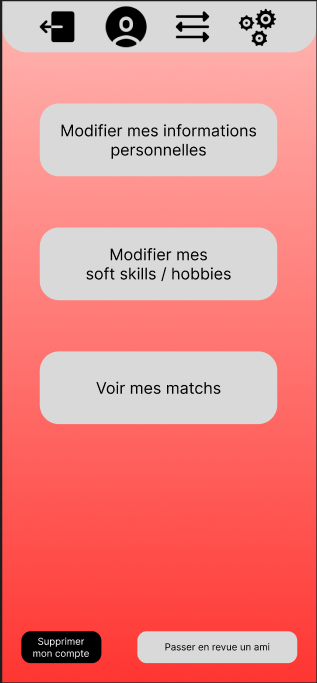 Modifier mes informations
personnelles
Modifier mes
soft skills / hobbies
Voir mes matchs
Supprimer
mon compte
Passer en revue un ami